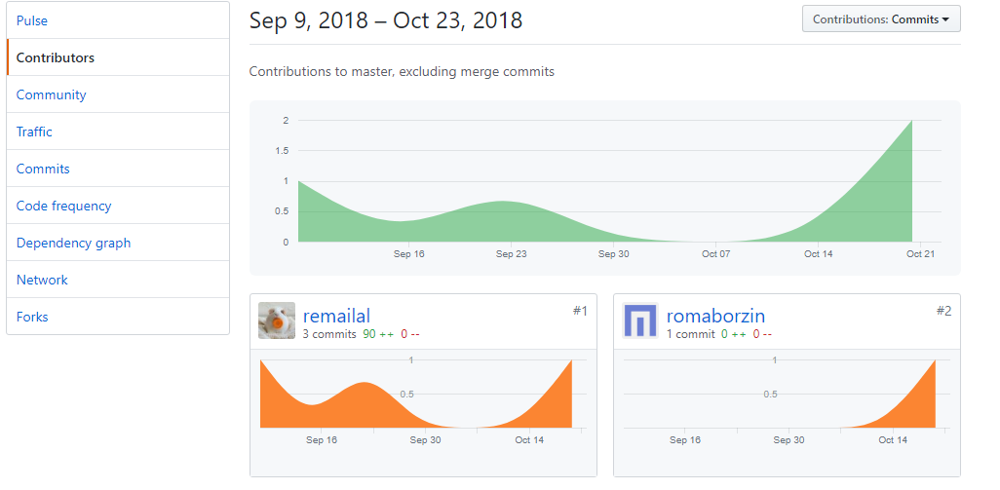 Pulse
Contributors
Community
Traffic
Commits
Code frequency
Dependency graph
Network
Forks
Sep 9, 2018 – Oct 23, 2018
Contributions: Commits
Contributions to master, excluding merge commits
2
1.5
1
0.5
0
Sep 16 Sep 23 Sep 30 Oct 07 Oct 14 Oct 21
remailal #1
3 commits 90 ++ 0 --
1
0.5
Sep 16 Sep 30 Oct 14
romaborzin #2
1 commit 0 ++ 0 --
1
0.5
Sep 16 Sep 30 Oct 14